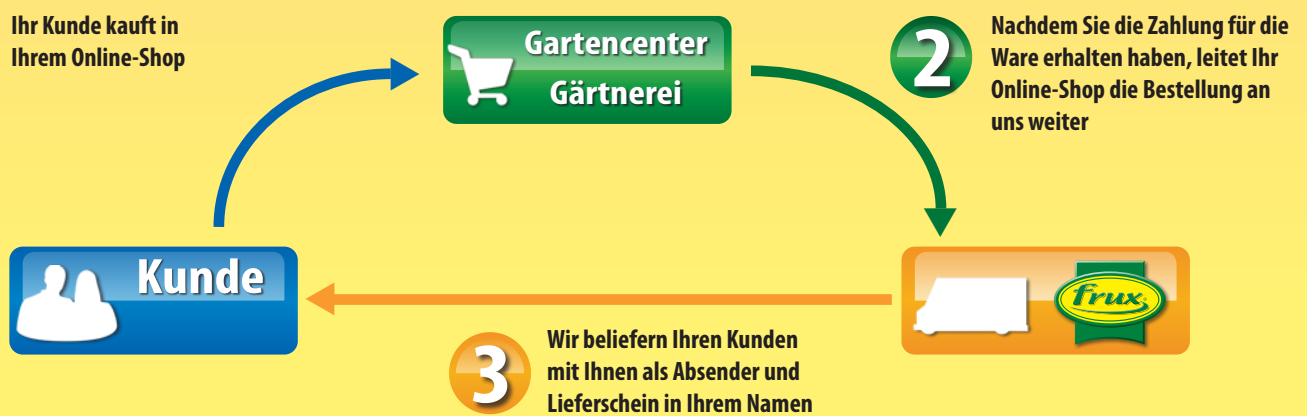 Ihr Kunde kauft in
Ihrem Online-Shop
Gartencenter
Gärtnerei
2
Nachdem Sie die Zahlung für die
Ware erhalten haben, leitet Ihr
Online-Shop die Bestellung an
uns weiter
Kunde
frux
3
Wir beliefern Ihren Kunden
mit Ihnen als Absender und
Lieferschein in Ihrem Namen